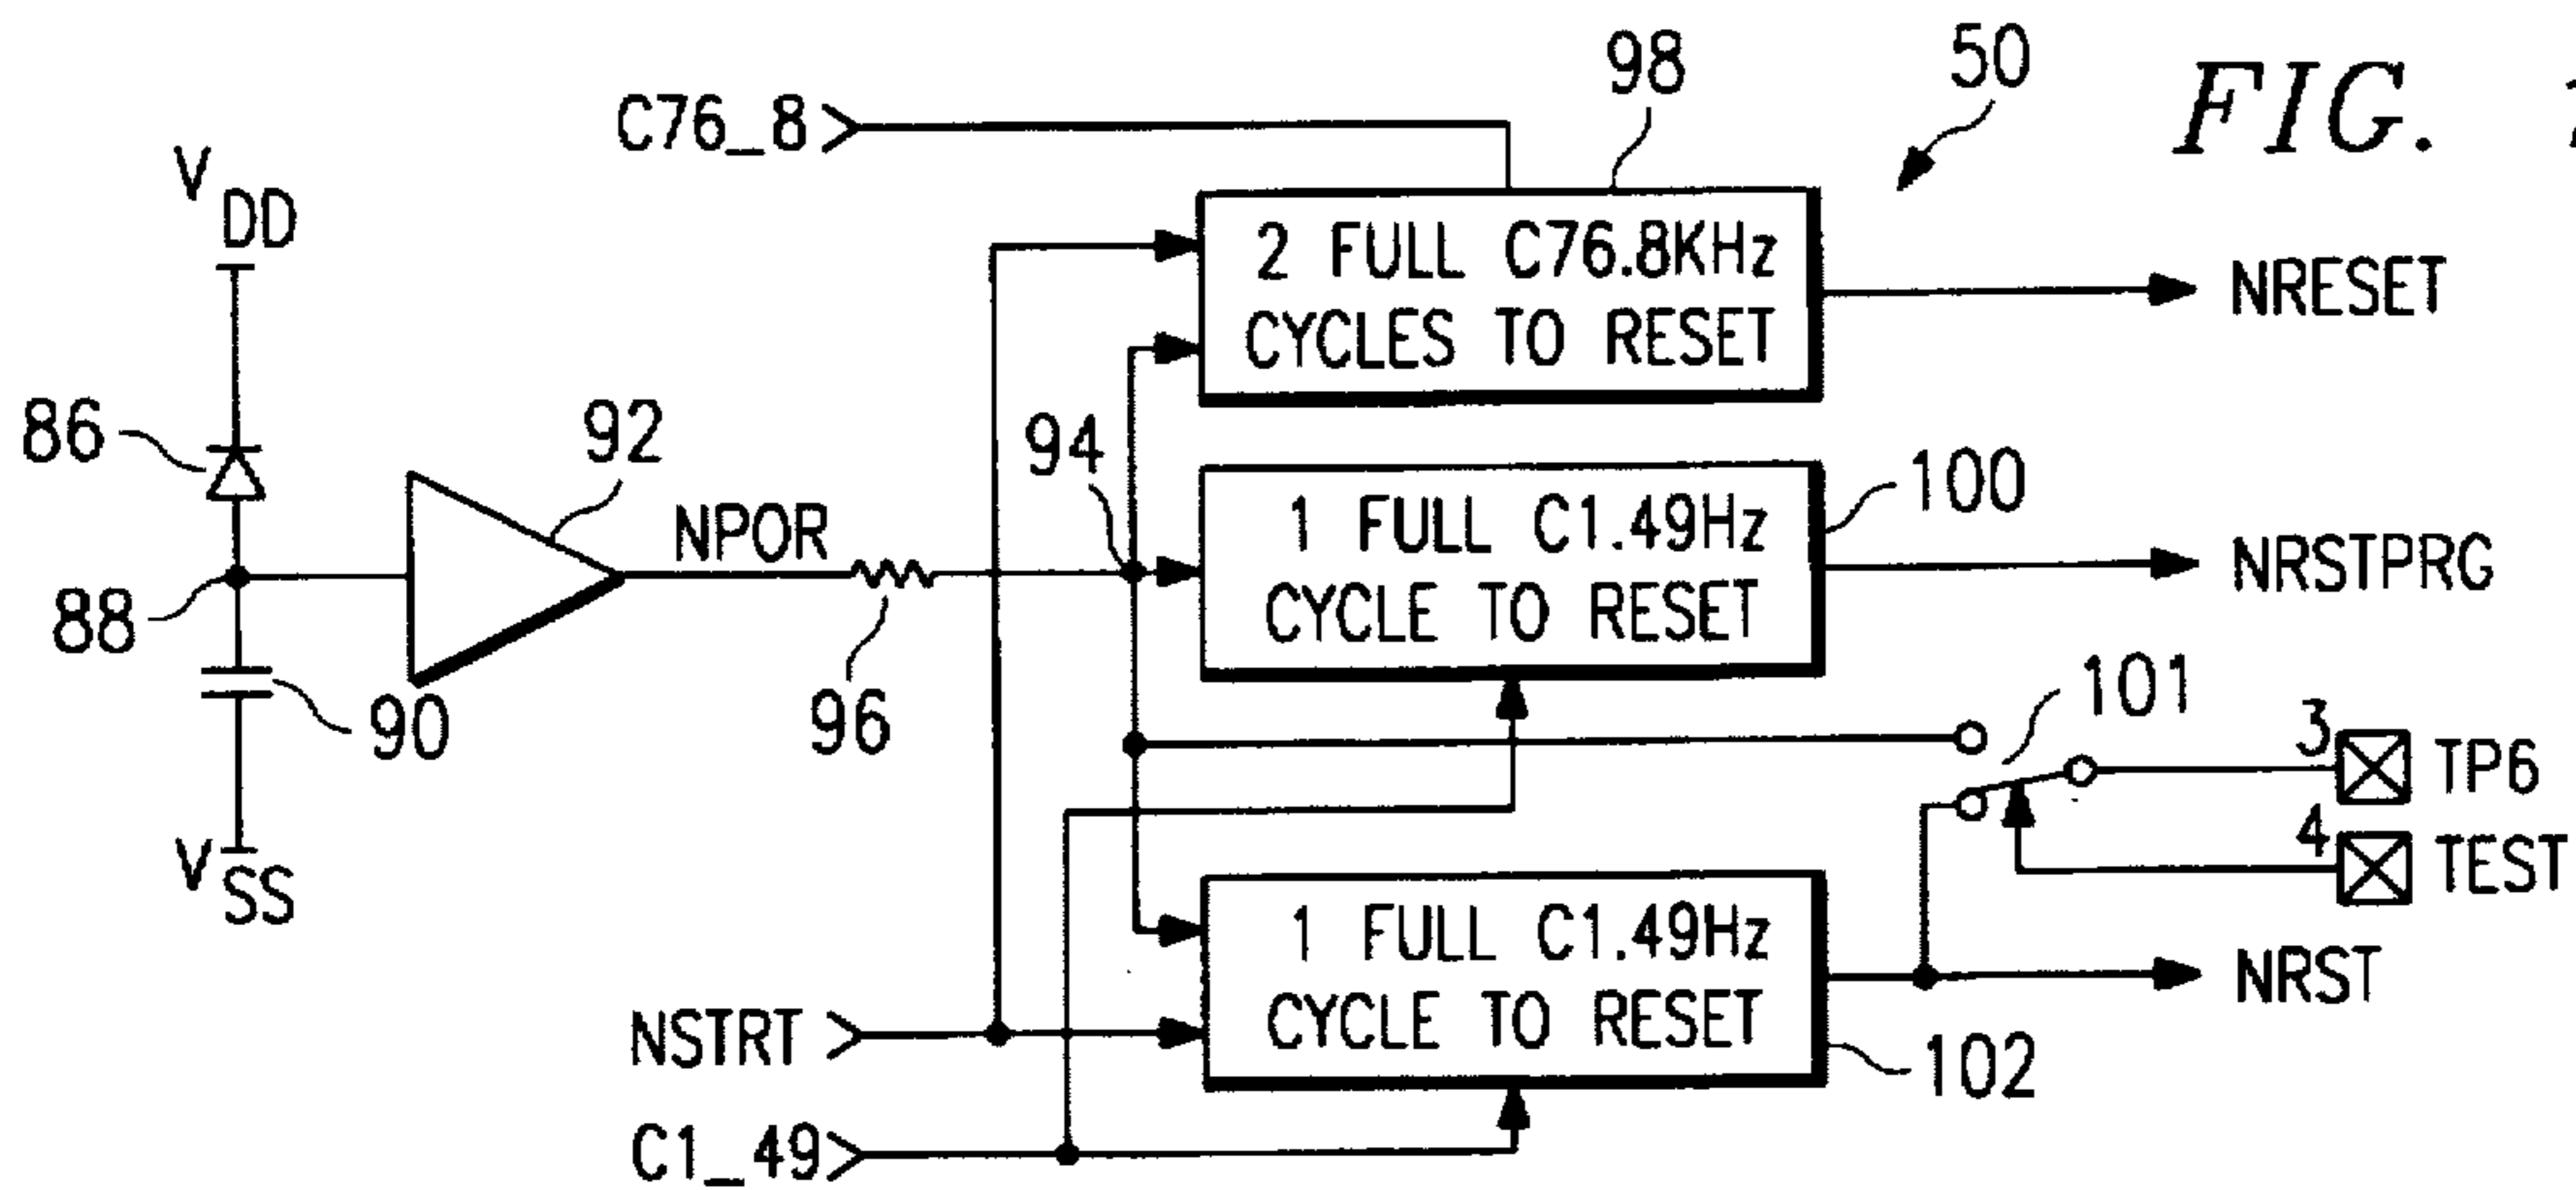 FIG.
50
98
C76_8
V
DD
2 FULL C76.8KHz
CYCLES TO RESET
NRESET
86
92
94
NPOR
1 FULL C1.49Hz
CYCLE TO RESET
100
NRSTPRG
88
90
96
101
3
TP6
4
TEST
V
SS
1 FULL C1.49Hz
CYCLE TO RESET
NRST
NSTRT
102
C1_49